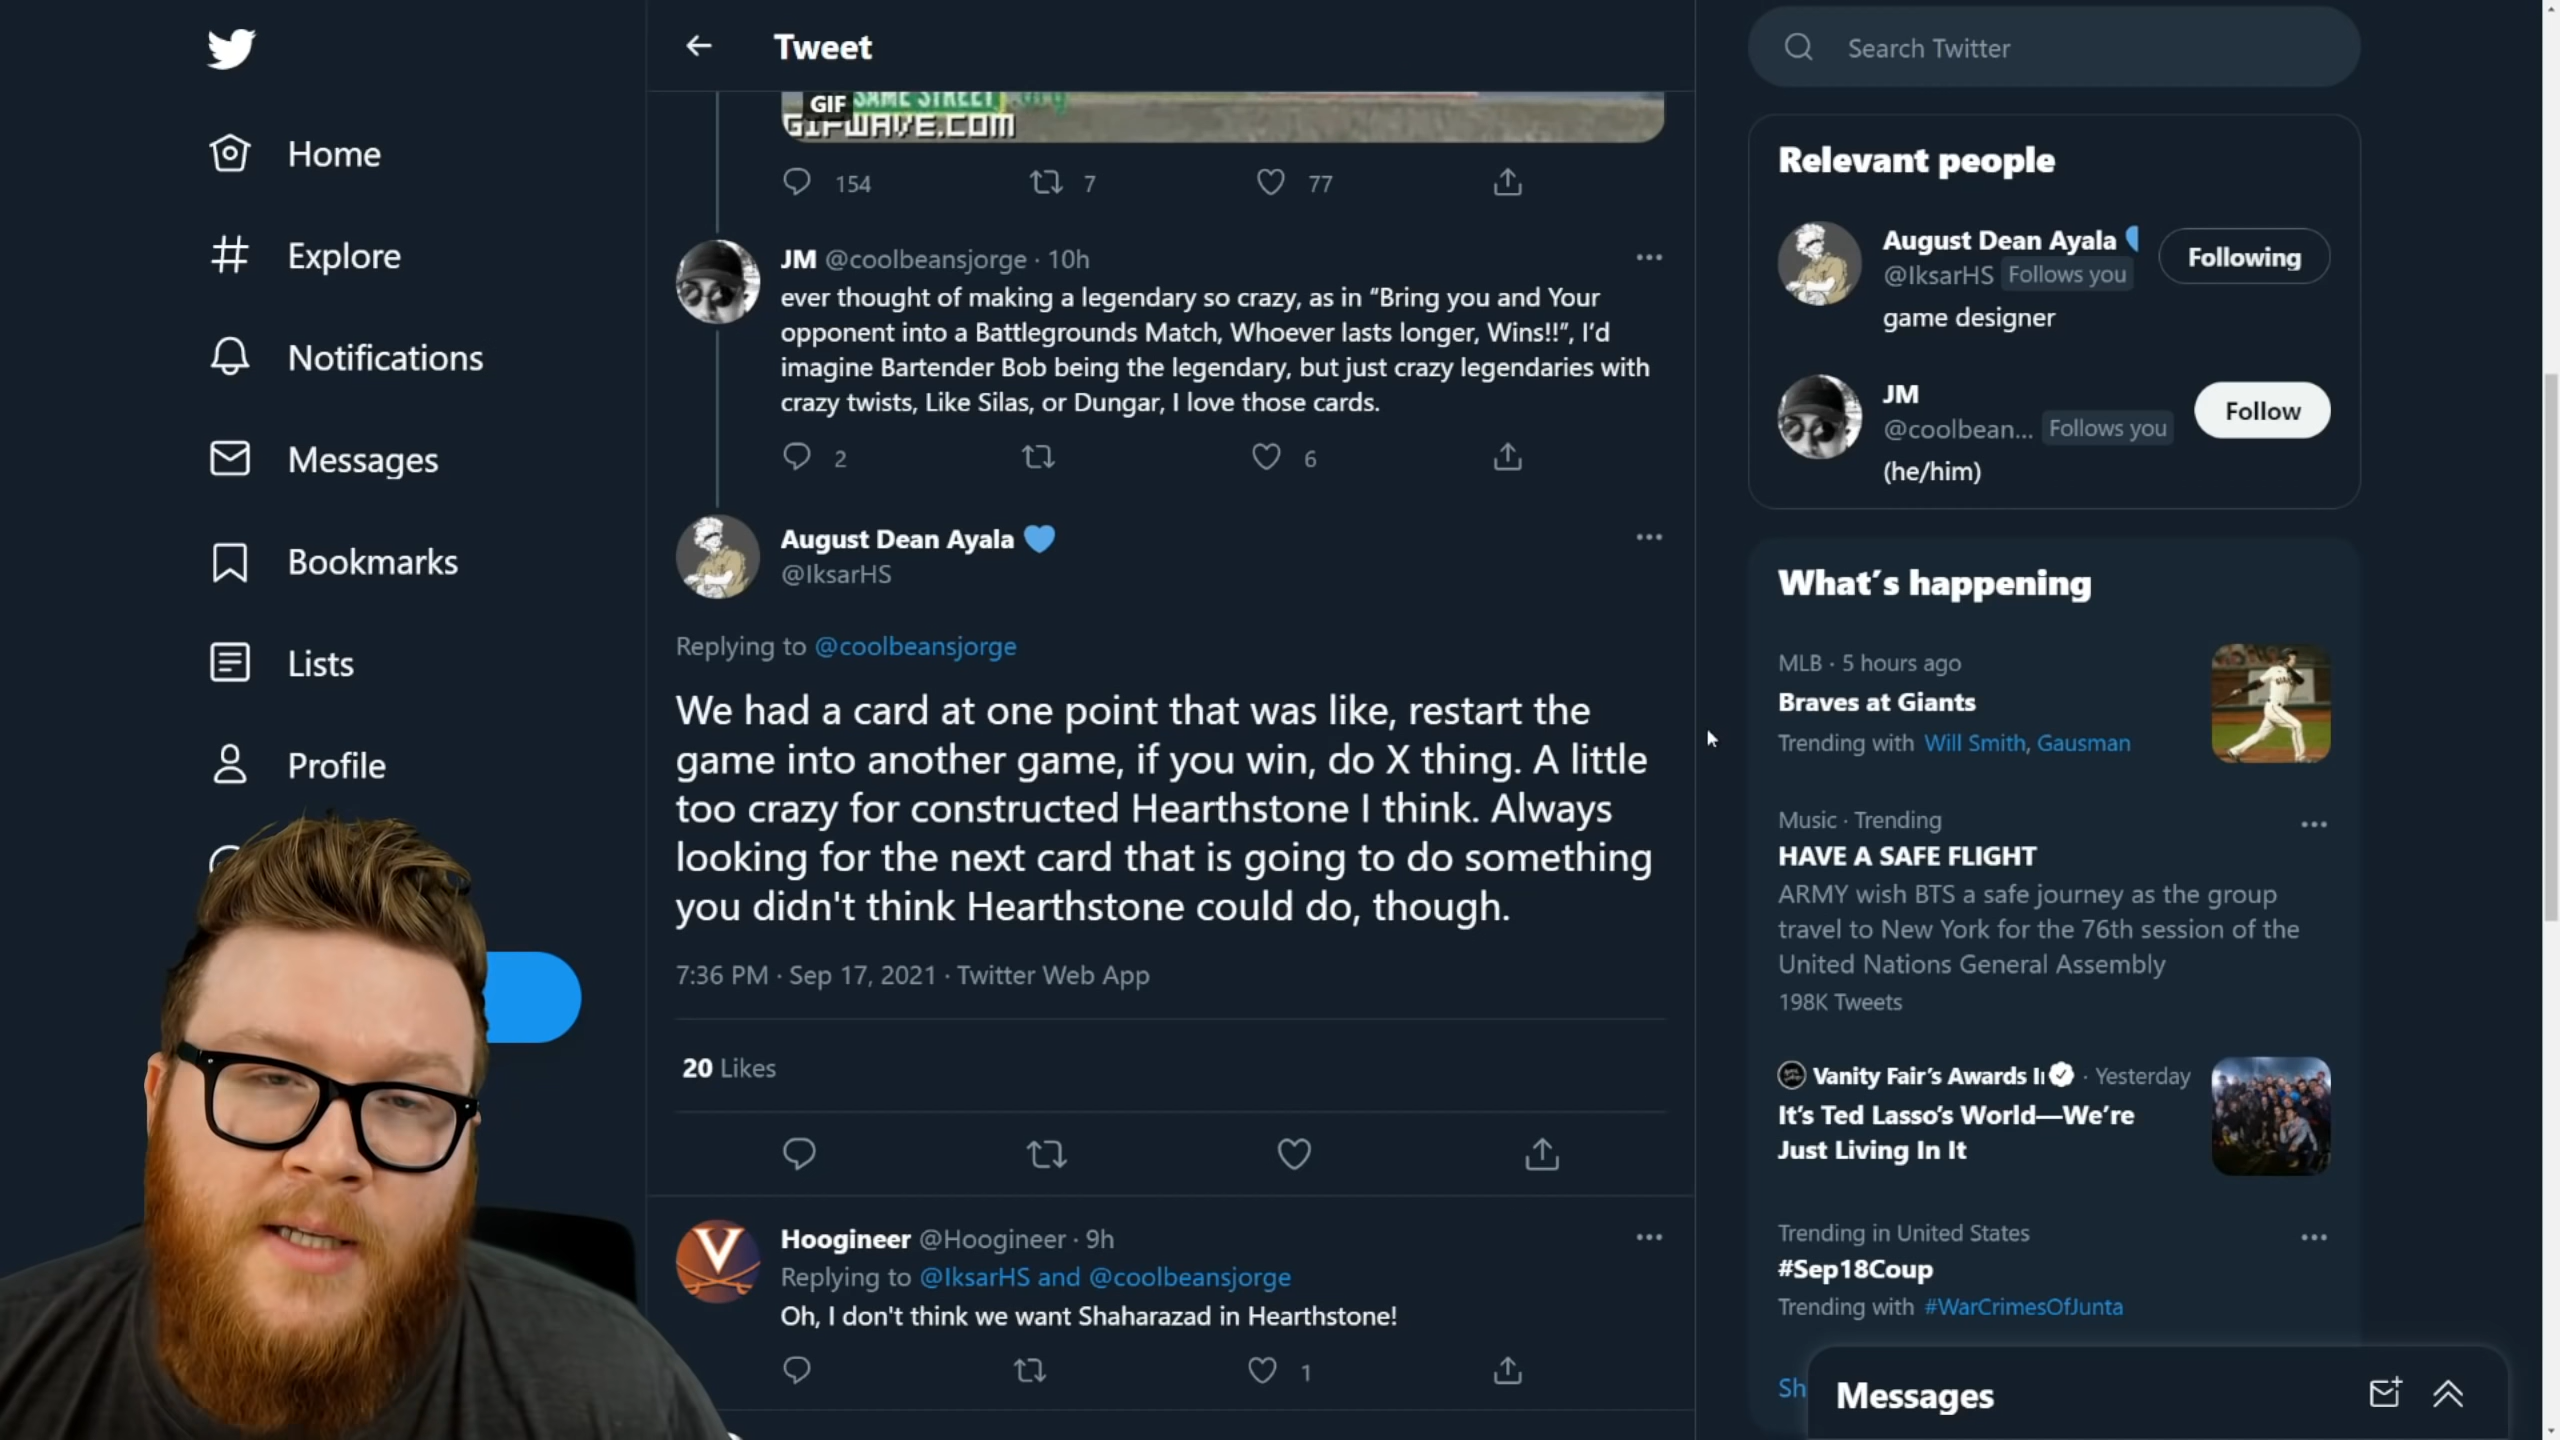 Home
Explore
Notifications
Messages
Bookmarks
Lists
Profile
Tweet
GIF
SAME STREET
GIFWAVE.COM
154 7 77
JM @coolbeansjorge · 10h
ever thought of making a legendary so crazy, as in “Bring you and Your
opponent into a Battlegrounds Match, Whoever lasts longer, Wins!!”, I’d
imagine Bartender Bob being the legendary, but just crazy legendaries with
crazy twists, Like Silas, or Dungar, I love those cards.
2 6
August Dean Ayala
@IksarHS
Replying to @coolbeansjorge
We had a card at one point that was like, restart the
game into another game, if you win, do X thing. A little
too crazy for constructed Hearthstone I think. Always
looking for the next card that is going to do something
you didn't think Hearthstone could do, though.
7:36 PM · Sep 17, 2021 · Twitter Web App
20 Likes
Hoogineer @Hoogineer · 9h
Replying to @IksarHS and @coolbeansjorge
Oh, I don't think we want Shaharazad in Hearthstone!
1
Search Twitter
Relevant people
August Dean Ayala
Following
@IksarHS Follows you
game designer
JM
Follow
@coolbean... Follows you
(he/him)
What’s happening
MLB · 5 hours ago
Braves at Giants
Trending with Will Smith, Gausman
Music · Trending
HAVE A SAFE FLIGHT
ARMY wish BTS a safe journey as the group
travel to New York for the 76th session of the
United Nations General Assembly
198K Tweets
Vanity Fair’s Awards · Yesterday
It’s Ted Lasso’s World—We’re
Just Living In It
Trending in United States
#Sep18Coup
Trending with #WarCrimesOfJunta
Sh
Messages